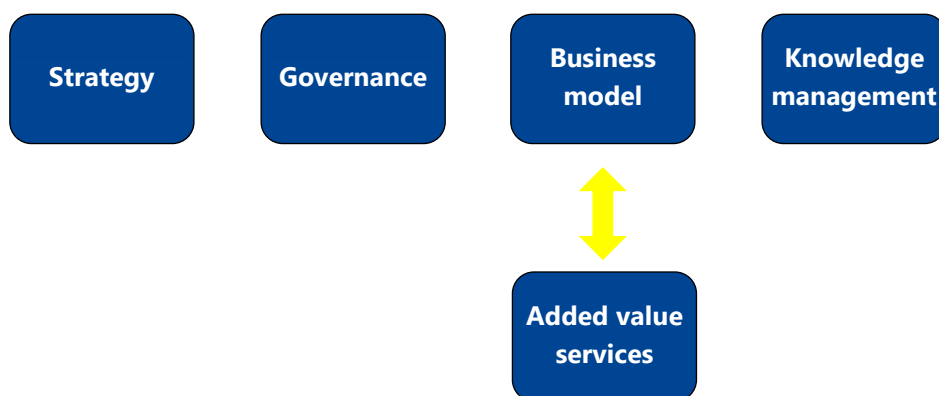 Strategy
Governance
Business
model
Knowledge
management
Added value
services